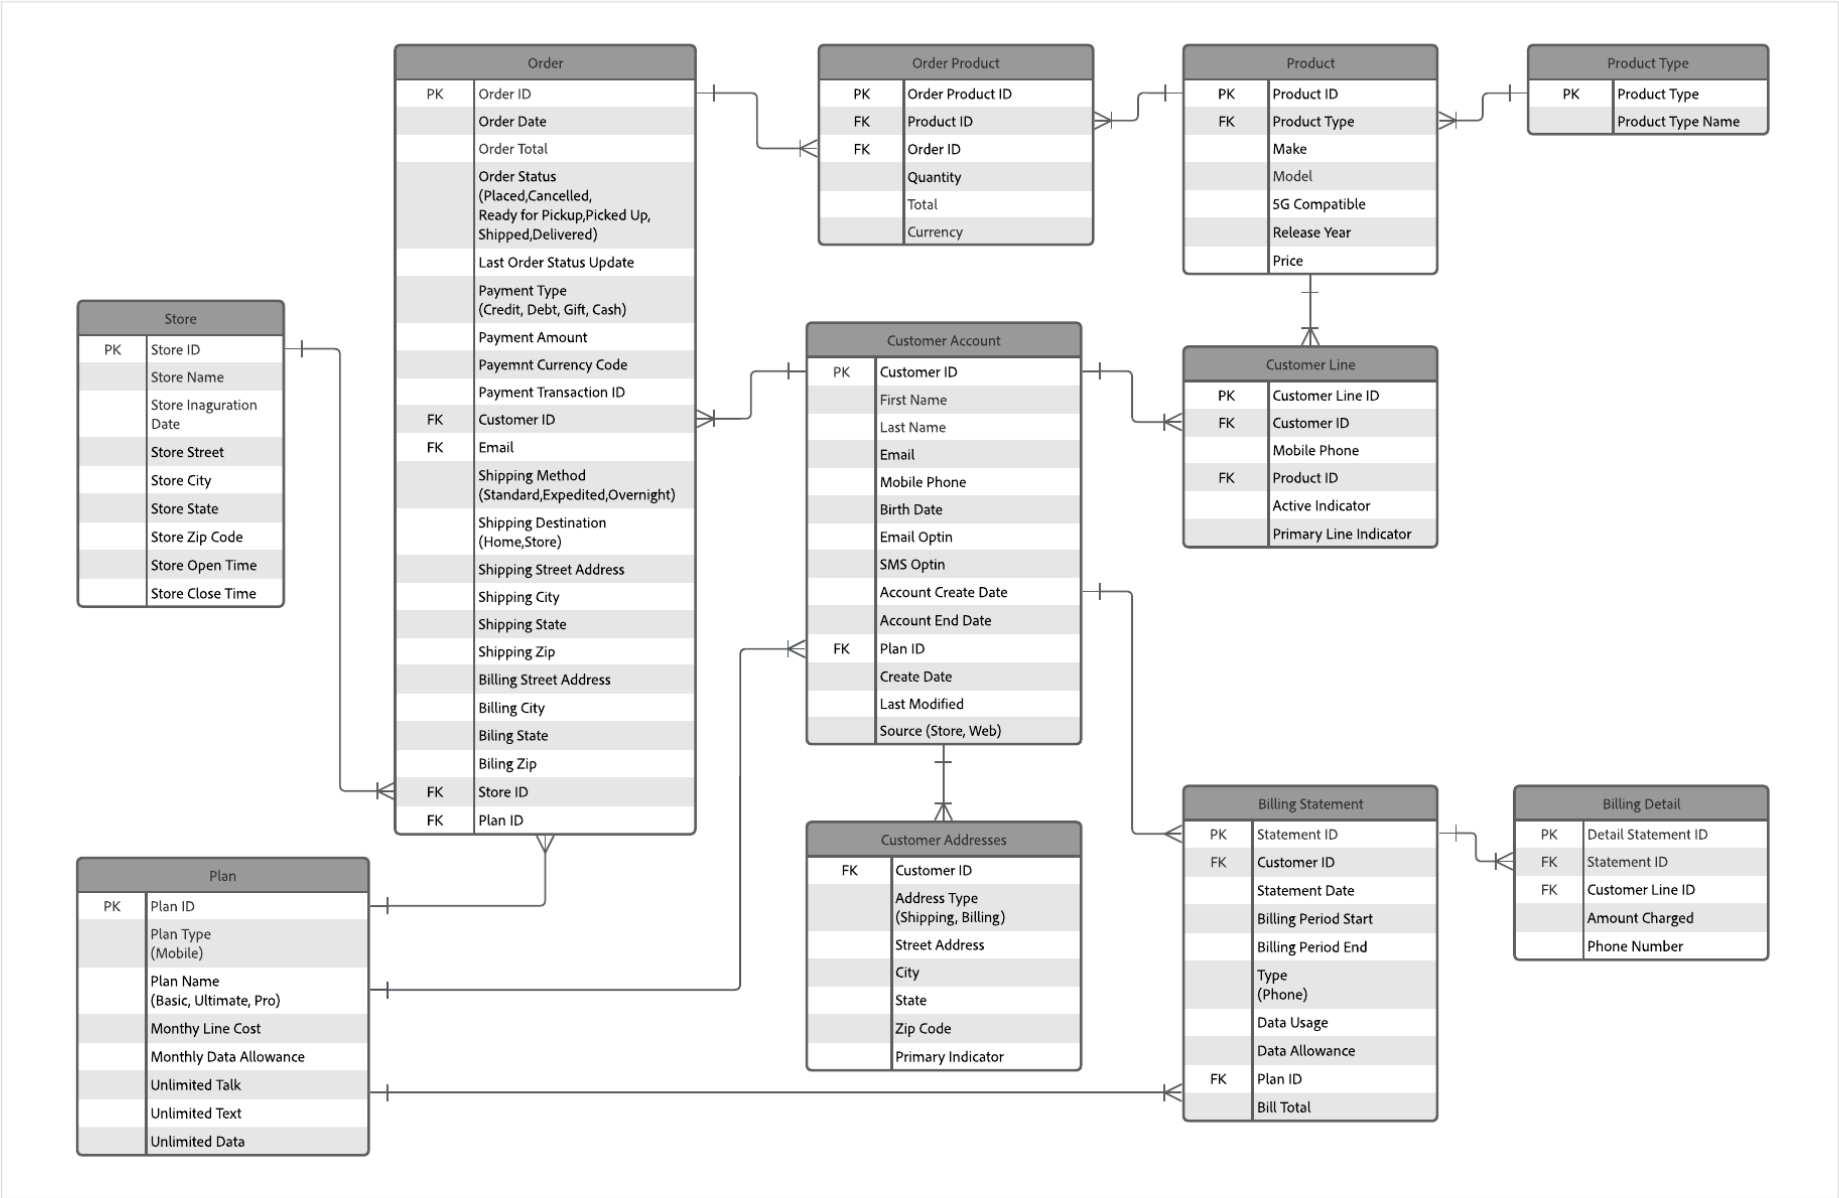 Order
PK Order ID
Order Date
Order Total
Order Status
(Placed,Cancelled,
Ready for Pickup,Picked Up,
Shipped,Delivered)
Last Order Status Update
Payment Type
(Credit, Debt, Gift, Cash)
Payment Amount
Payemnt Currency Code
Payment Transaction ID
FK Customer ID
FK Email
Shipping Method
(Standard,Expedited,Overnight)
Shipping Destination
(Home,Store)
Shipping Street Address
Shipping City
Shipping State
Shipping Zip
Billing Street Address
Billing City
Biling State
Biling Zip
FK Store ID
FK Plan ID
Order Product
PK Order Product ID
FK Product ID
FK Order ID
Quantity
Total
Currency
Product
PK Product ID
FK Product Type
Make
Model
5G Compatible
Release Year
Price
Product Type
PK Product Type
Product Type Name
Store
PK Store ID
Store Name
Store Inaguration
Date
Store Street
Store City
Store State
Store Zip Code
Store Open Time
Store Close Time
Customer Account
PK Customer ID
First Name
Last Name
Email
Mobile Phone
Birth Date
Email Optin
SMS Optin
Account Create Date
Account End Date
FK Plan ID
Create Date
Last Modified
Source (Store, Web)
Customer Line
PK Customer Line ID
FK Customer ID
Mobile Phone
FK Product ID
Active Indicator
Primary Line Indicator
Plan
PK Plan ID
Plan Type
(Mobile)
Plan Name
(Basic, Ultimate, Pro)
Monthy Line Cost
Monthly Data Allowance
Unlimited Talk
Unlimited Text
Unlimited Data
Customer Addresses
FK Customer ID
Address Type
(Shipping, Billing)
Street Address
City
State
Zip Code
Primary Indicator
Billing Statement
PK Statement ID
FK Customer ID
Statement Date
Billing Period Start
Billing Period End
Type
(Phone)
Data Usage
Data Allowance
FK Plan ID
Bill Total
Billing Detail
PK Detail Statement ID
FK Statement ID
FK Customer Line ID
Amount Charged
Phone Number